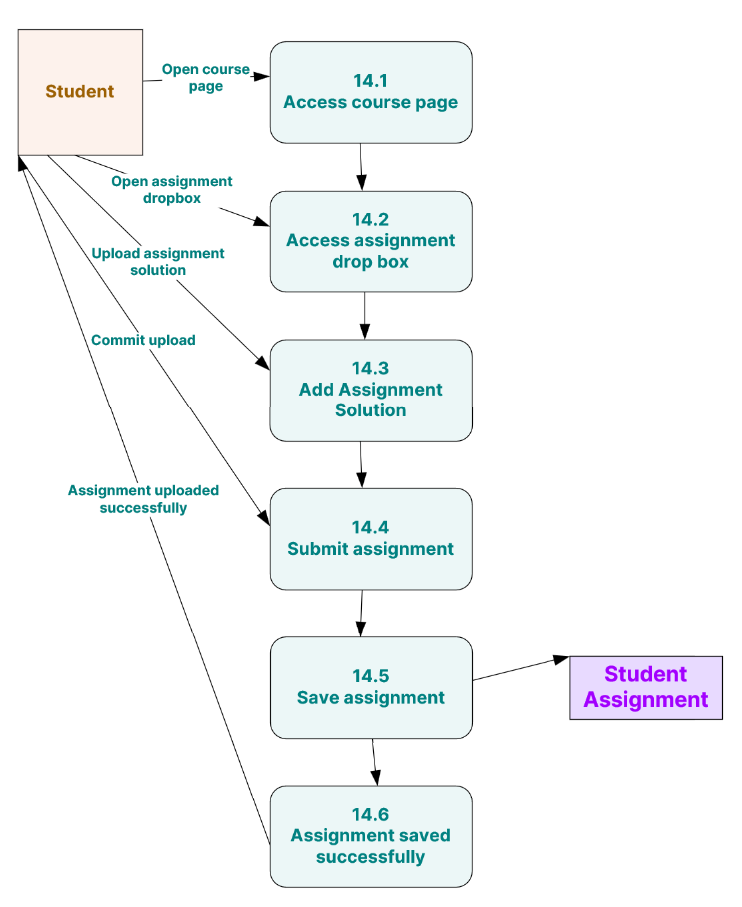 Student
Open course
page
14.1
Access course page
Open assignment
dropbox
14.2
Access assignment
drop box
Upload assignment
solution
Commit upload
14.3
Add Assignment
Solution
Assignment uploaded
successfully
14.4
Submit assignment
14.5
Save assignment
Student
Assignment
14.6
Assignment saved
successfully